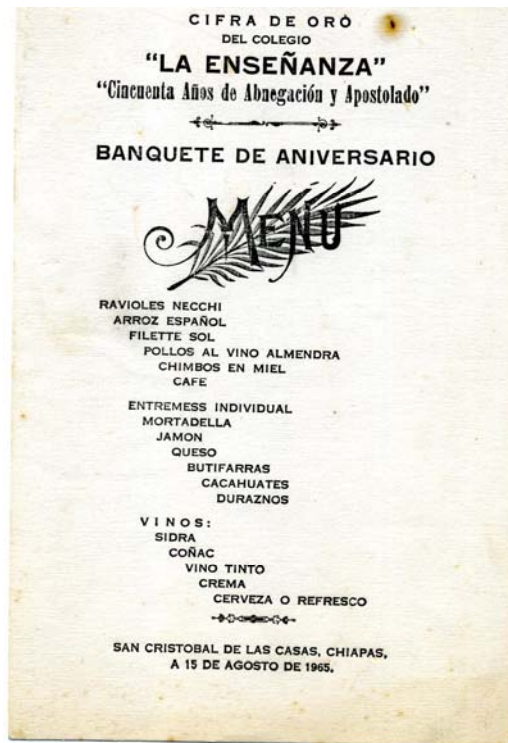 CIFRA DE ORÒ
DEL COLEGIO
"LA ENSEÑANZA"
"Cincuenta Años de Abnegación y Apostolado"
BANQUETE DE ANIVERSARIO
MENU
RAVIOLES NECCHI
ARROZ ESPAÑOL
FILETTE SOL
POLLOS AL VINO ALMENDRA
CHIMBOS EN MIEL
CAFE
ENTREMESS INDIVIDUAL
MORTADELLA
JAMON
QUESO
BUTIFARRAS
CACAHUATES
DURAZNOS
VINOS:
SIDRA
COÑAC
VINO TINTO
CREMA
CERVEZA O REFRESCO
SAN CRISTOBAL DE LAS CASAS, CHIAPAS,
A 15 DE AGOSTO DE 1965.